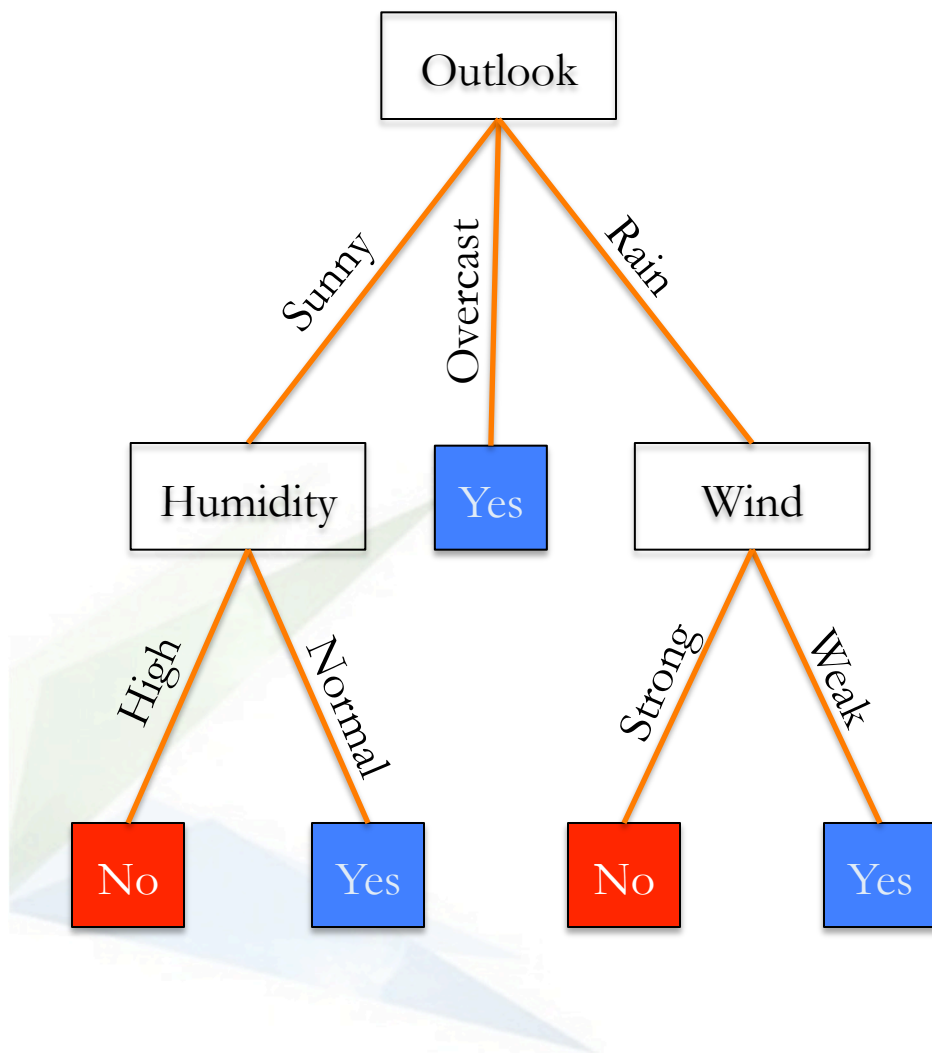 Outlook
Sunny
Overcast
Rain
Humidity
Yes
Wind
High
Normal
Strong
Weak
No
Yes
No
Yes